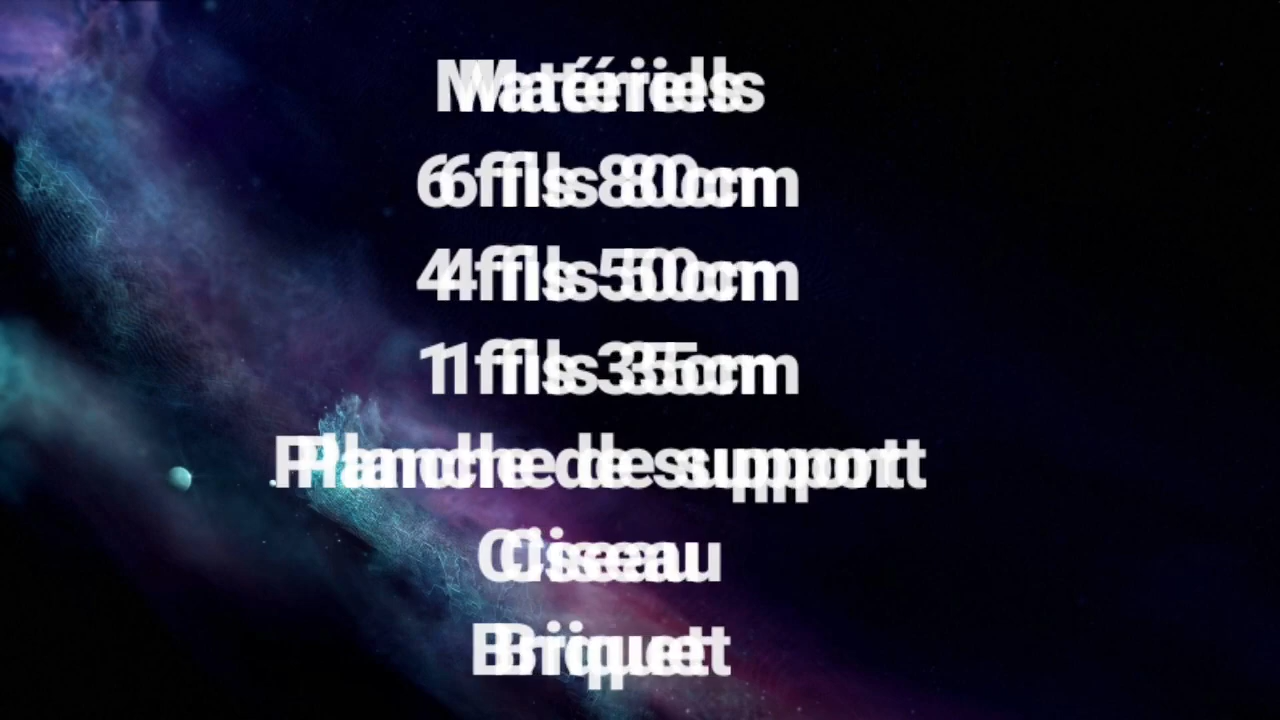 Matériels
6 fils 80cm
4 fils 50cm
1 fils 35cm
Planche de support
Ciseau
Briquet